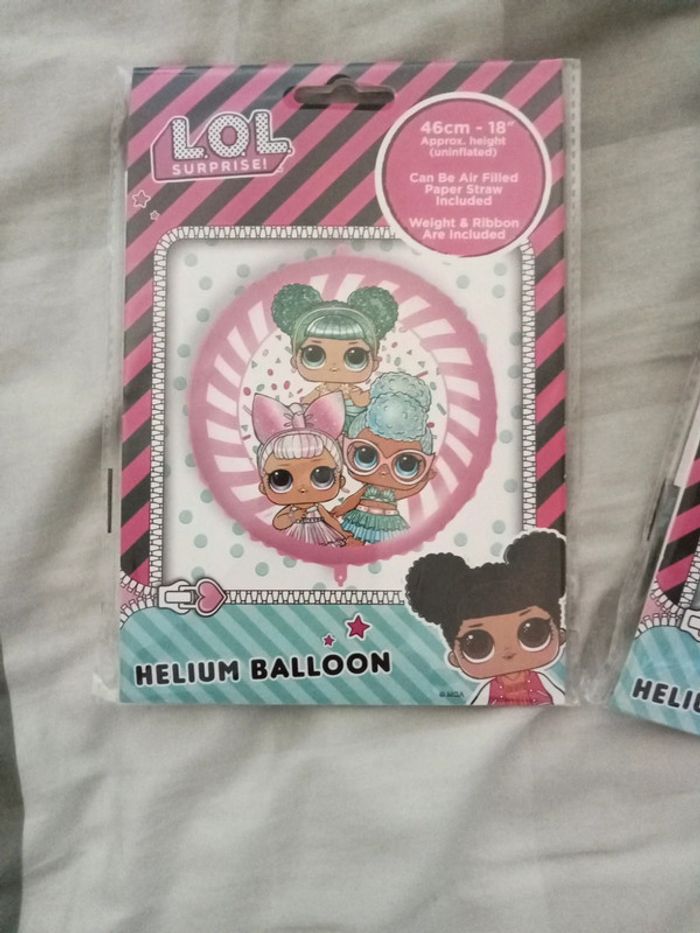 L.O.L.
SURPRISE!
46cm - 18"
Approx. height
(uninflated)
Can Be Air Filled
Paper Straw
Included
Weight & Ribbon
Are Included
HELIUM BALLOON
© MGA
HELIU